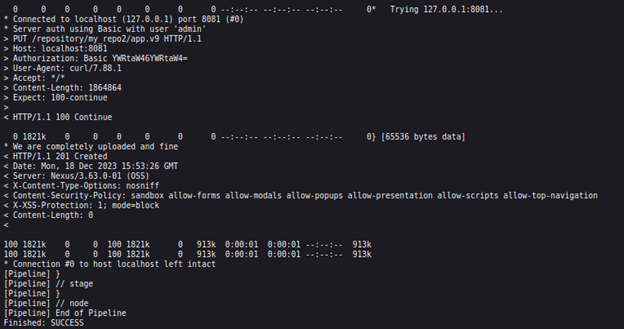 0     0    0     0    0     0      0      0 --:--:-- --:--:-- --:--:--     0*   Trying 127.0.0.1:8081...
* Connected to localhost (127.0.0.1) port 8081 (#0)
* Server auth using Basic with user 'admin'
> PUT /repository/my_repo2/app.v9 HTTP/1.1
> Host: localhost:8081
> Authorization: Basic YWRtaW46YWRtaW4=
> User-Agent: curl/7.88.1
> Accept: */*
> Content-Length: 1864864
> Expect: 100-continue
>
< HTTP/1.1 100 Continue
0 1821k    0     0    0     0      0      0 --:--:-- --:--:-- --:--:--     0} [65536 bytes data]
* We are completely uploaded and fine
< HTTP/1.1 201 Created
< Date: Mon, 18 Dec 2023 15:53:26 GMT
< Server: Nexus/3.63.0-01 (OSS)
< X-Content-Type-Options: nosniff
< Content-Security-Policy: sandbox allow-forms allow-modals allow-popups allow-presentation allow-scripts allow-top-navigation
< X-XSS-Protection: 1; mode=block
< Content-Length: 0
<
100 1821k    0     0  100 1821k      0   913k  0:00:01  0:00:01 --:--:--  913k
100 1821k    0     0  100 1821k      0   913k  0:00:01  0:00:01 --:--:--  913k
* Connection #0 to host localhost left intact
[Pipeline] }
[Pipeline] // stage
[Pipeline] }
[Pipeline] // node
[Pipeline] End of Pipeline
Finished: SUCCESS